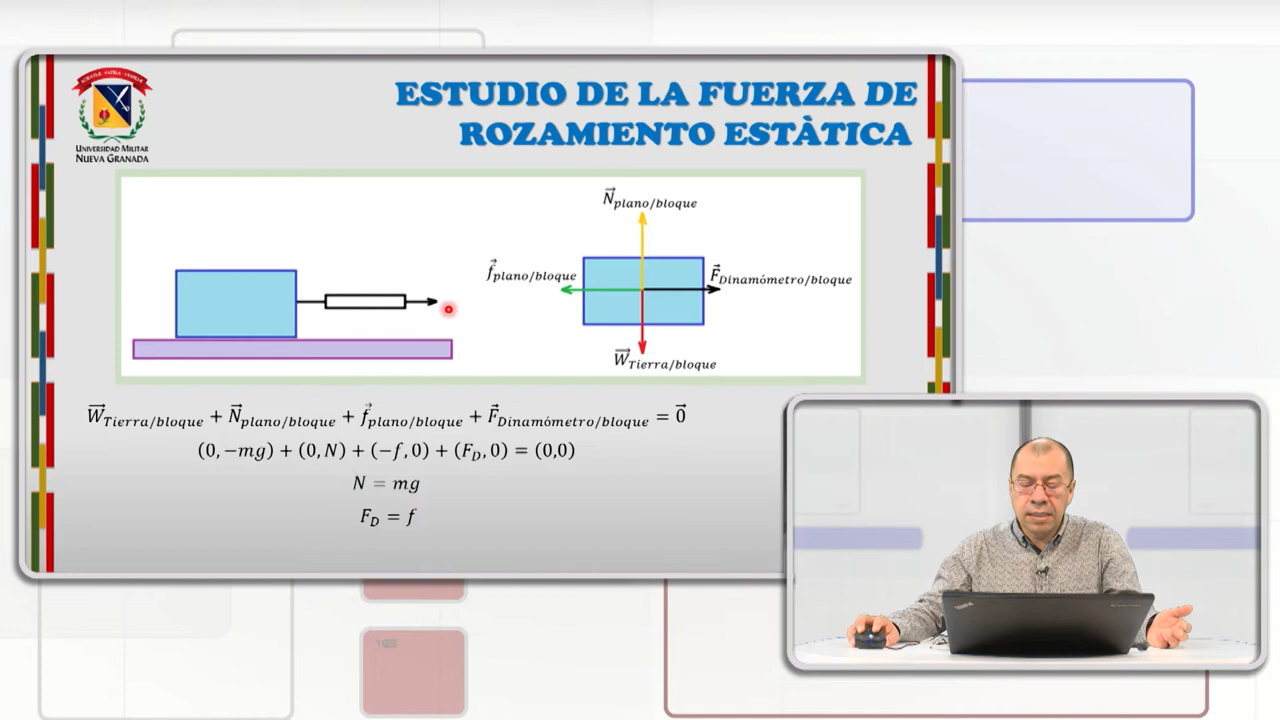 UNIVERSIDAD MILITAR
NUEVA GRANADA
ESTUDIO DE LA FUERZA DE
ROZAMIENTO ESTÀTICA
N⃗plano/bloque
f⃗plano/bloque
F⃗Dinamómetro/bloque
W⃗Tierra/bloque
W⃗Tierra/bloque + N⃗plano/bloque + f⃗plano/bloque + F⃗Dinamómetro/bloque = 0⃗
(0, −mg) + (0, N) + (−f, 0) + (F_D, 0) = (0,0)
N = mg
F_D = f